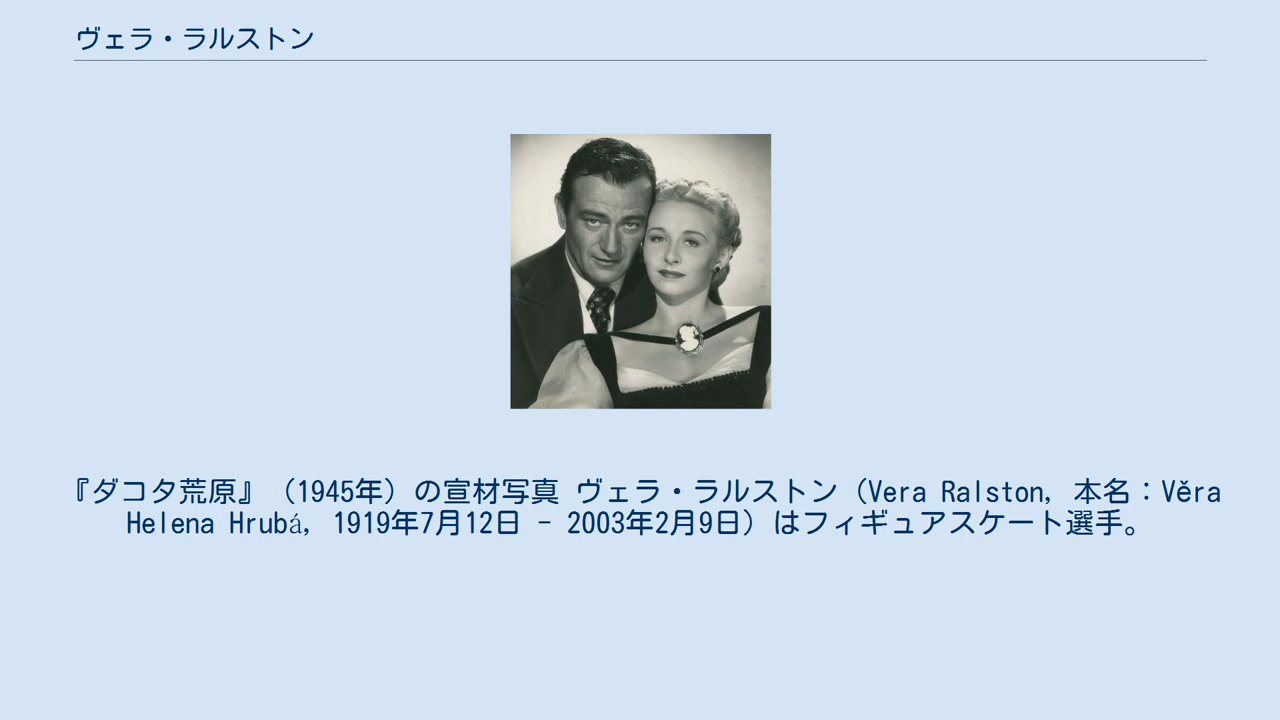 ヴェラ・ラルストン
『ダコタ荒原』（1945年）の宣材写真 ヴェラ・ラルストン（Vera Ralston, 本名：Věra
Helena Hrubá, 1919年7月12日 - 2003年2月9日）はフィギュアスケート選手。